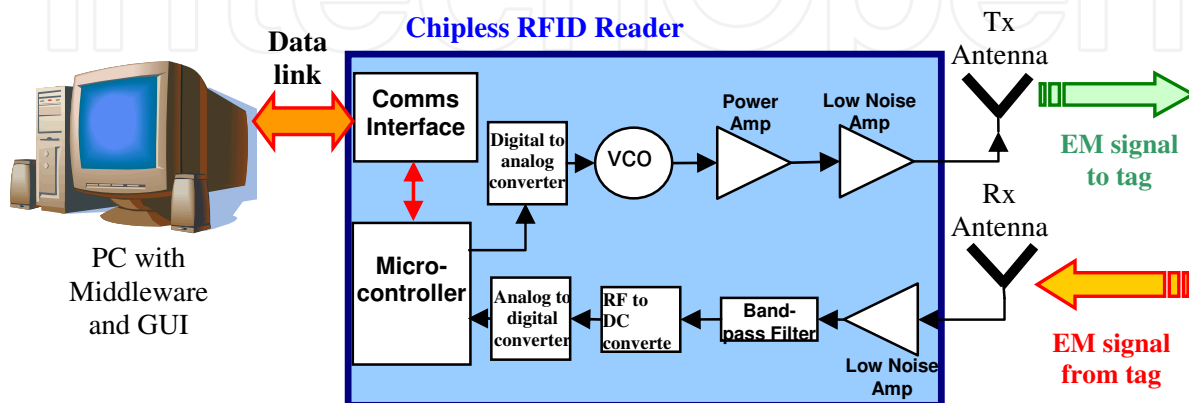 Chipless RFID Reader
Data
link
Comms
Interface
Digital to
analog
converter
VCO
Power
Amp
Low Noise
Amp
Tx
Antenna
EM signal
to tag
Rx
Antenna
PC with
Middleware
and GUI
Micro-
controller
Analog to
digital
converter
RF to
DC
converte
Band-
pass Filter
Low Noise
Amp
EM signal
from tag